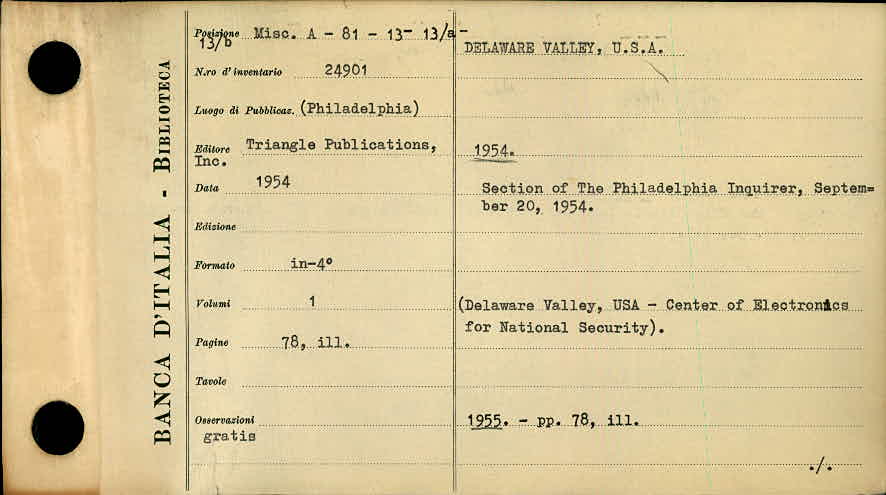 BANCA D'ITALIA - BIBLIOTECA
Posizione Misc. A - 81 - 13- 13/a-
13/b
N.ro d'inventario 24901
Luogo di Pubblicaz. (Philadelphia)
Editore Triangle Publications,
Inc.
Data 1954
Edizione
Formato in-4°
Volumi 1
Pagine 78, ill.
Tavole
Osservazioni
gratis
DELAWARE VALLEY, U.S.A.
1954.
Section of The Philadelphia Inquirer, Septem=
ber 20, 1954.
(Delaware Valley, USA - Center of Electronics
for National Security).
1955. - pp. 78, ill.
./.